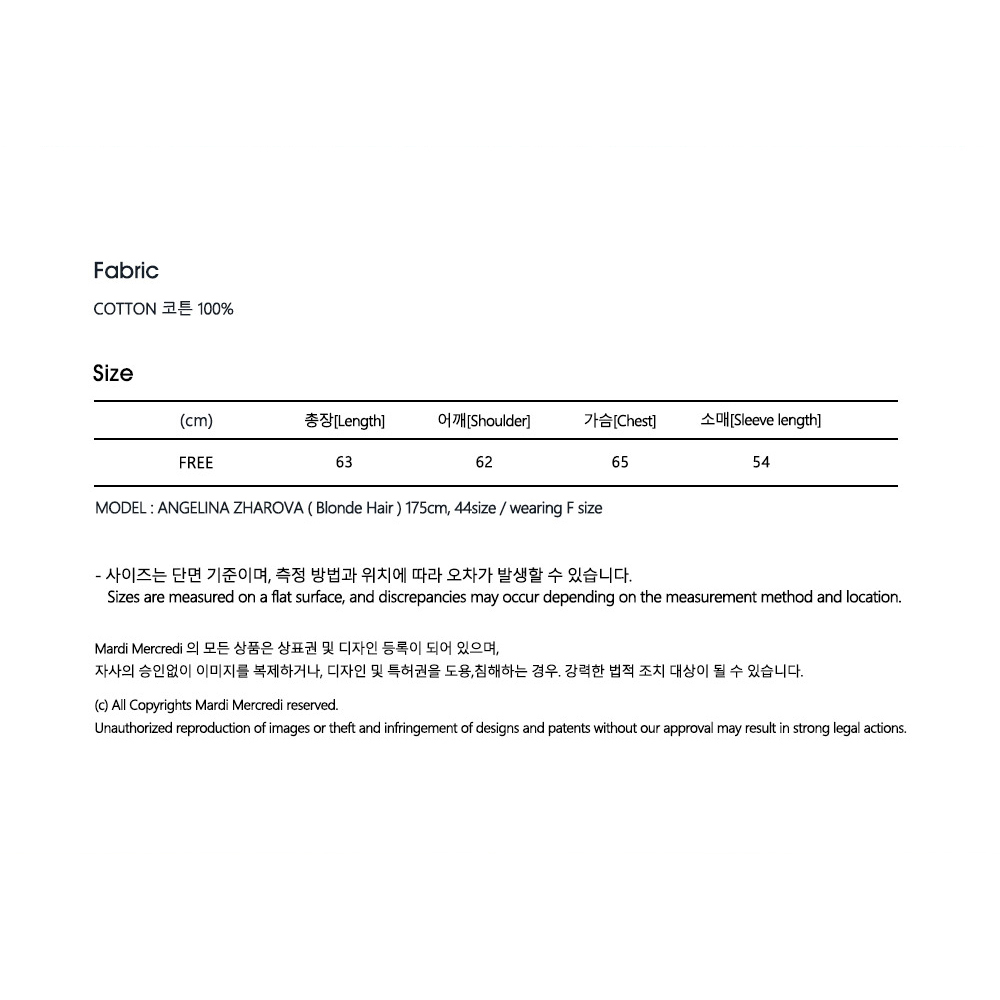 Fabric
COTTON 코튼 100%
Size
(cm) 총장[Length] 어깨[Shoulder] 가슴[Chest] 소매[Sleeve length]
FREE 63 62 65 54
MODEL : ANGELINA ZHAROVA ( Blonde Hair ) 175cm, 44size / wearing F size
- 사이즈는 단면 기준이며, 측정 방법과 위치에 따라 오차가 발생할 수 있습니다.
Sizes are measured on a flat surface, and discrepancies may occur depending on the measurement method and location.
Mardi Mercredi 의 모든 상품은 상표권 및 디자인 등록이 되어 있으며,
자사의 승인없이 이미지를 복제하거나, 디자인 및 특허권을 도용,침해하는 경우. 강력한 법적 조치 대상이 될 수 있습니다.
(c) All Copyrights Mardi Mercredi reserved.
Unauthorized reproduction of images or theft and infringement of designs and patents without our approval may result in strong legal actions.